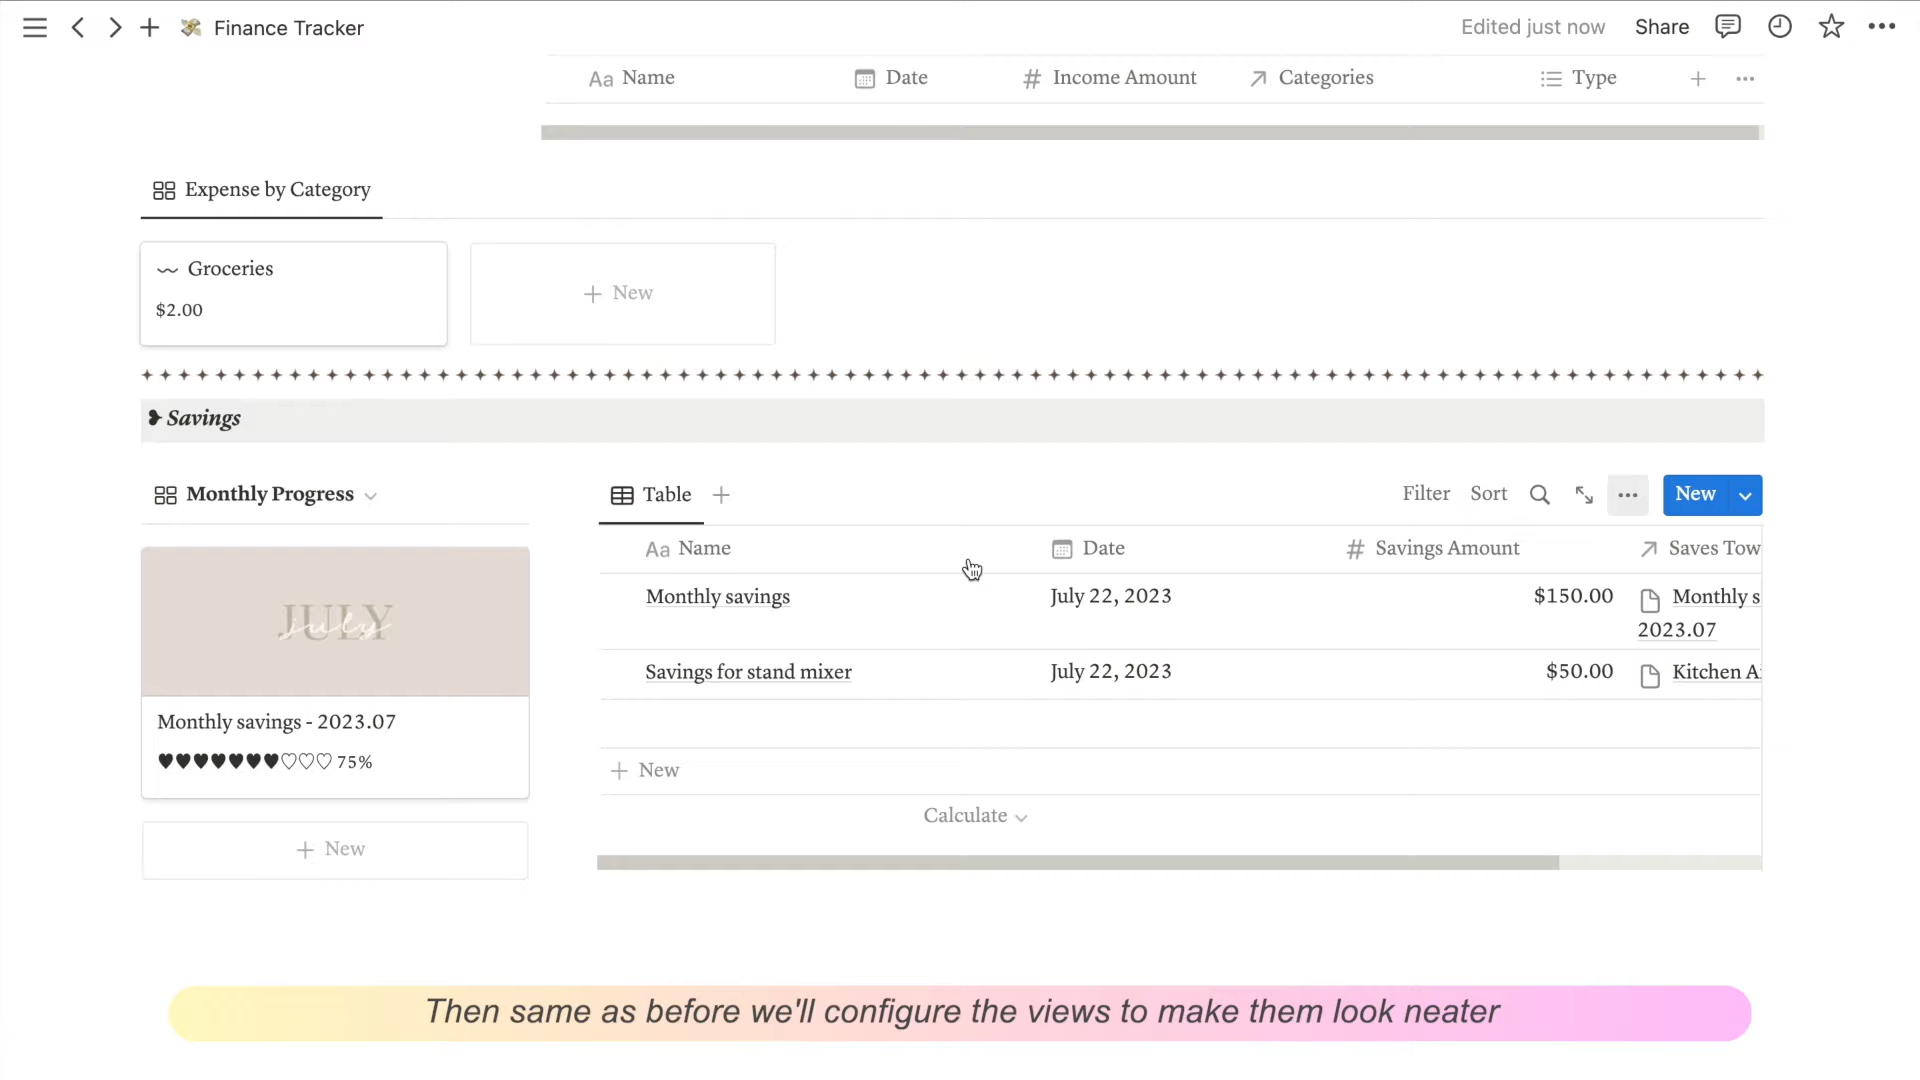 Finance Tracker
Edited just now Share
Aa Name Date # Income Amount Categories Type
Expense by Category
Groceries
$2.00
+ New
Savings
Monthly Progress
Table
Filter Sort New
Aa Name Date # Savings Amount Saves Tow
JULY
july
Monthly savings July 22, 2023 $150.00 Monthly s
2023.07
Savings for stand mixer July 22, 2023 $50.00 Kitchen A
Monthly savings - 2023.07
♥♥♥♥♥♥♥♡♡♡ 75%
+ New
+ New
Calculate
Then same as before we'll configure the views to make them look neater